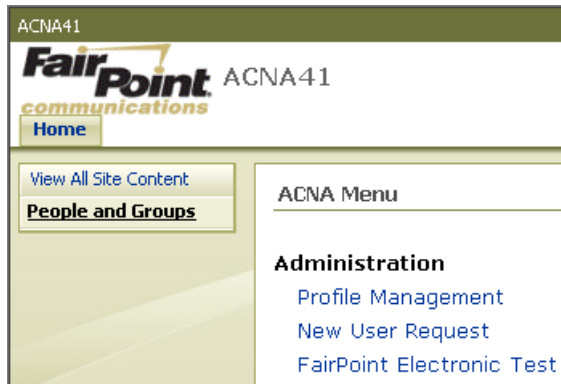 ACNA41
FairPoint
communications
ACNA41
Home
View All Site Content
People and Groups
ACNA Menu
Administration
Profile Management
New User Request
FairPoint Electronic Test